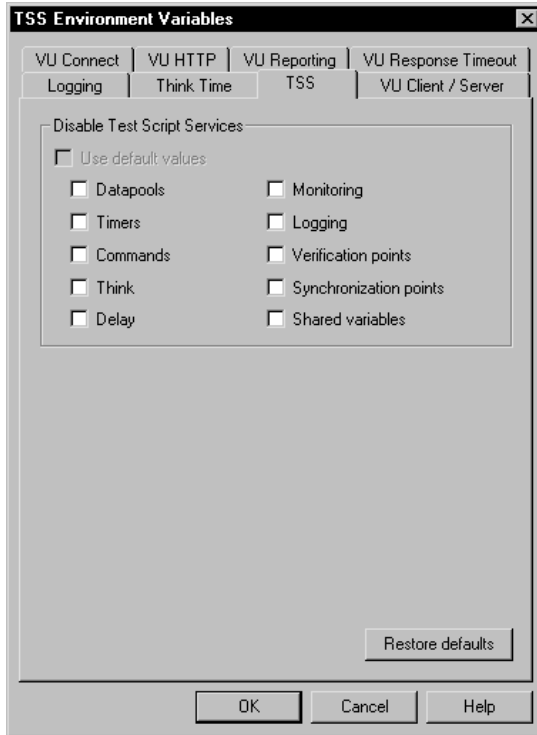 TSS Environment Variables
VU Connect VU HTTP VU Reporting VU Response Timeout
Logging Think Time TSS VU Client / Server
Disable Test Script Services
Use default values
Datapools Monitoring
Timers Logging
Commands Verification points
Think Synchronization points
Delay Shared variables
Restore defaults
OK Cancel Help